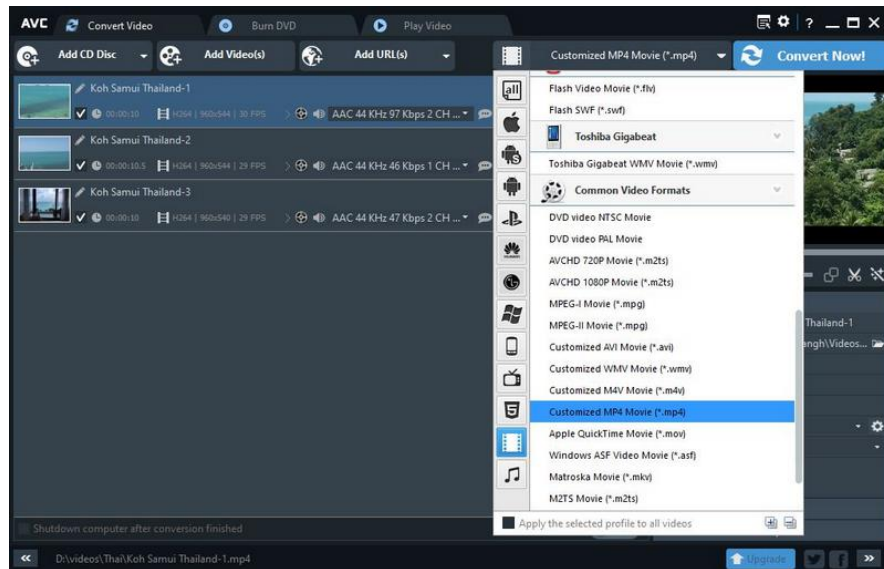 AVC Convert Video Burn DVD Play Video
Add CD Disc Add Video(s) Add URL(s) Customized MP4 Movie (*.mp4) Convert Now!
Koh Samui Thailand-1
00:00:10 H264 | 960x544 | 30 FPS AAC 44 KHz 97 Kbps 2 CH ...
Koh Samui Thailand-2
00:00:10.5 H264 | 960x544 | 29 FPS AAC 44 KHz 46 Kbps 1 CH ...
Koh Samui Thailand-3
00:00:10 H264 | 960x540 | 29 FPS AAC 44 KHz 47 Kbps 2 CH ...
all
Flash Video Movie (*.flv)
Flash SWF (*.swf)
Toshiba Gigabeat
Toshiba Gigabeat WMV Movie (*.wmv)
Common Video Formats
DVD video NTSC Movie
DVD video PAL Movie
AVCHD 720P Movie (*.m2ts)
AVCHD 1080P Movie (*.m2ts)
MPEG-I Movie (*.mpg)
MPEG-II Movie (*.mpg)
Customized AVI Movie (*.avi)
Customized WMV Movie (*.wmv)
Customized M4V Movie (*.m4v)
Customized MP4 Movie (*.mp4)
Apple QuickTime Movie (*.mov)
Windows ASF Video Movie (*.asf)
Matroska Movie (*.mkv)
M2TS Movie (*.m2ts)
Apply the selected profile to all videos
Thailand-1
angh\Videos...
Shutdown computer after conversion finished
D:\videos\Thai\Koh Samui Thailand-1.mp4
Upgrade